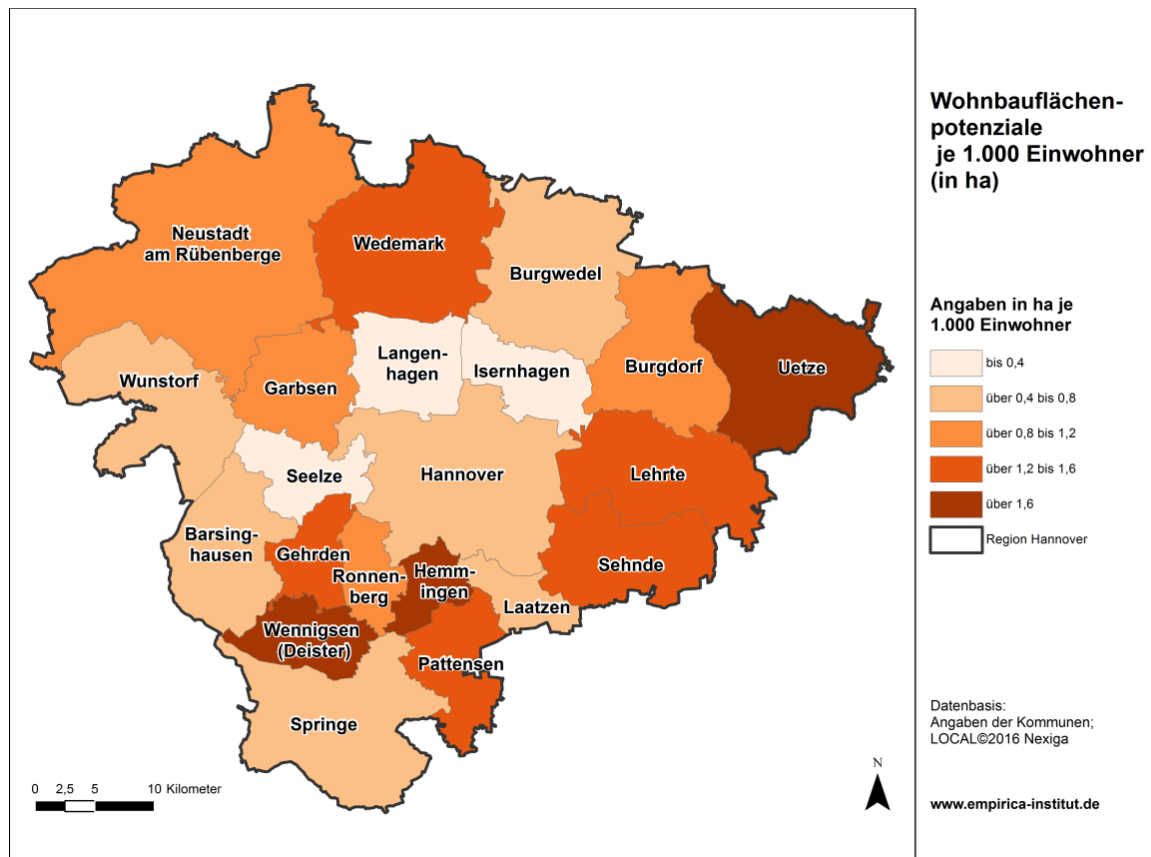 Wohnbauflächen-
potenziale
je 1.000 Einwohner
(in ha)
Neustadt
am Rübenberge
Wedemark
Burgwedel
Wunstorf
Garbsen
Langen-
hagen
Isernhagen
Burgdorf
Uetze
Seelze
Hannover
Lehrte
Barsing-
hausen
Gehrden
Ronnen-
berg
Hemm-
ingen
Laatzen
Sehnde
Wennigsen
(Deister)
Pattensen
Springe
Angaben in ha je
1.000 Einwohner
bis 0,4
über 0,4 bis 0,8
über 0,8 bis 1,2
über 1,2 bis 1,6
über 1,6
Region Hannover
Datenbasis:
Angaben der Kommunen;
LOCAL©2016 Nexiga
0 2,5 5 10 Kilometer
N
www.empirica-institut.de